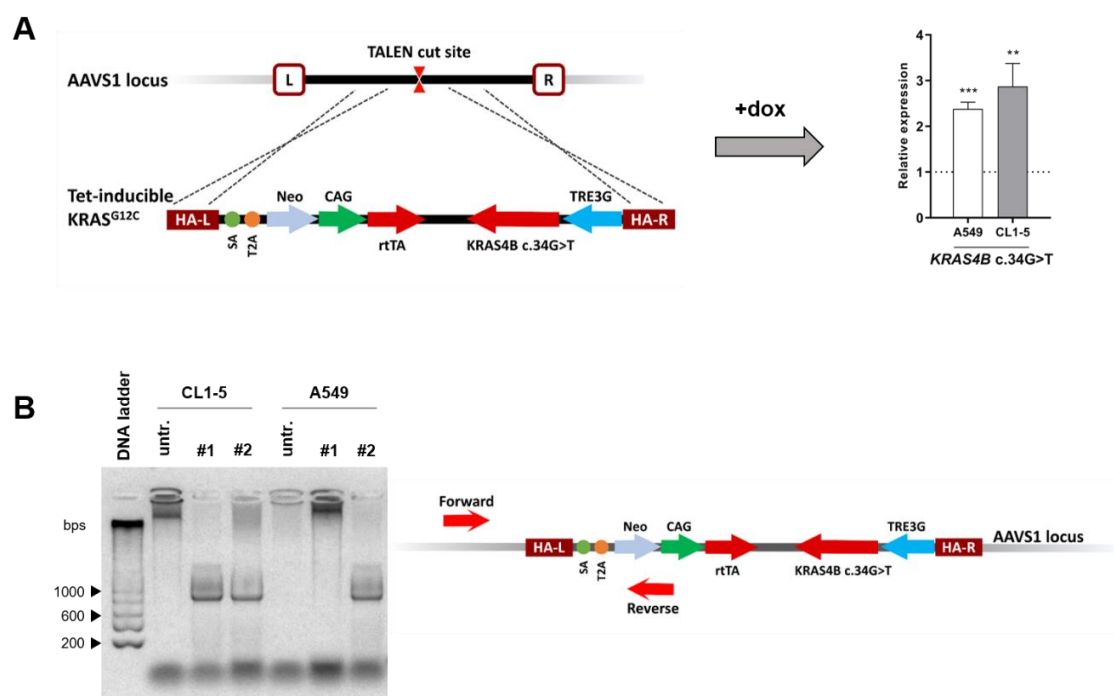 A
TALEN cut site
AAVS1 locus
L
R
Tet-inducible
KRASG12C
HA-L
SA
T2A
Neo
CAG
rtTA
KRAS4B c.34G>T
TRE3G
HA-R
+dox
Relative expression
4
3
2
1
0
***
**
A549 CL1-5
KRAS4B c.34G>T
B
DNA ladder
CL1-5
A549
untr. #1 #2 untr. #1 #2
bps
1000
600
200
Forward
HA-L
SA
T2A
Neo
CAG
rtTA
KRAS4B c.34G>T
TRE3G
HA-R
AAVS1 locus
Reverse